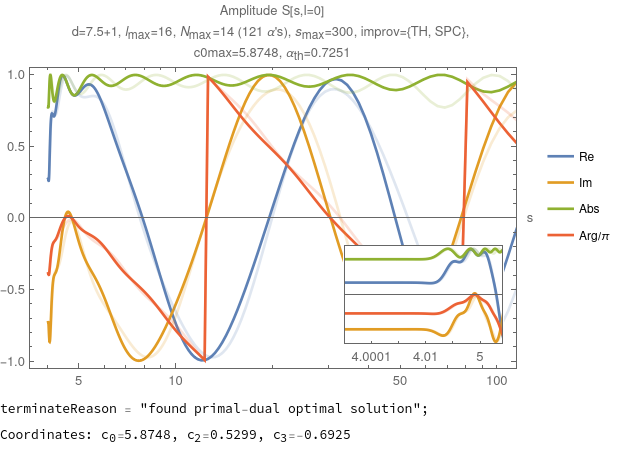 Amplitude S[s,l=0]
d=7.5+1, lmax=16, Nmax=14 (121 α's), smax=300, improv={TH, SPC},
c0max=5.8748, αth=0.7251
1.0
0.5
0.0
-0.5
-1.0
5
10
50
100
s
4.0001
4.01
5
Re
Im
Abs
Arg/π
terminateReason = "found primal-dual optimal solution";
Coordinates: c0=5.8748, c2=0.5299, c3=-0.6925